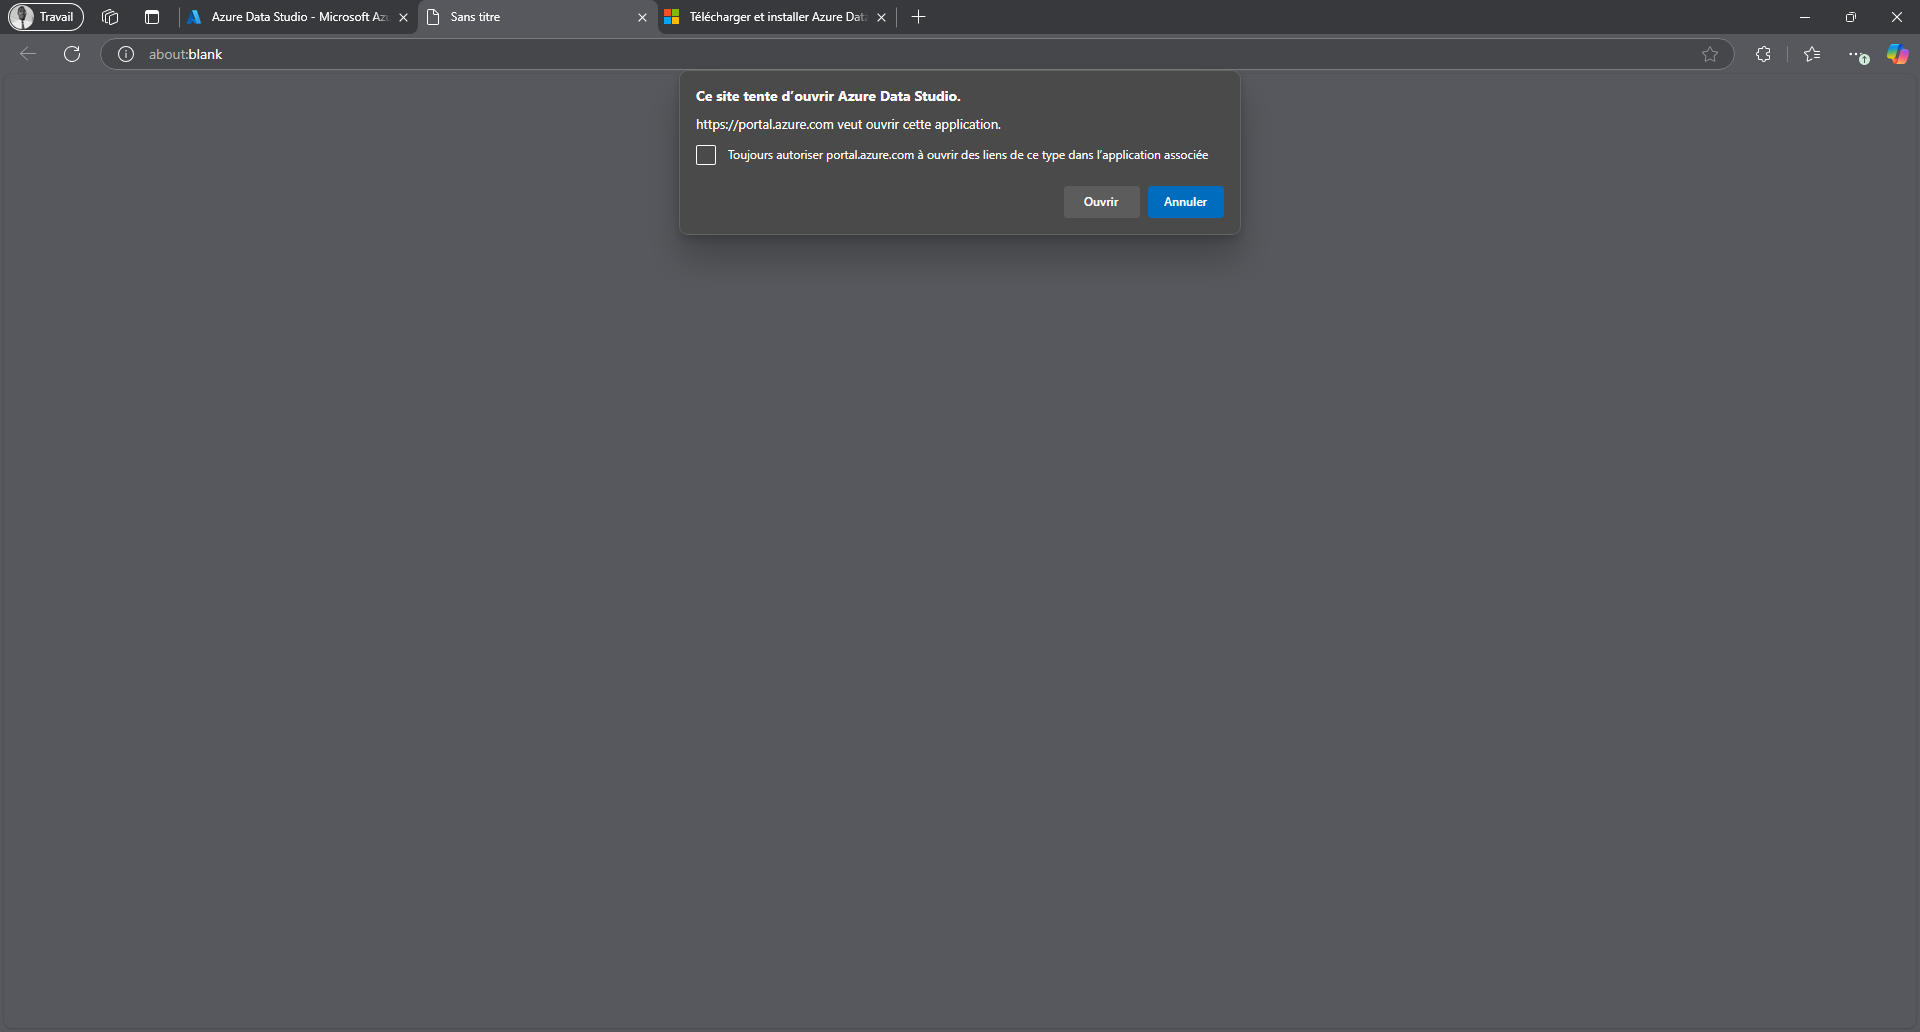 Travail
Azure Data Studio - Microsoft Az
Sans titre
Télécharger et installer Azure Dat
about:blank
Ce site tente d'ouvrir Azure Data Studio.
https://portal.azure.com veut ouvrir cette application.
Toujours autoriser portal.azure.com à ouvrir des liens de ce type dans l'application associée
Ouvrir
Annuler